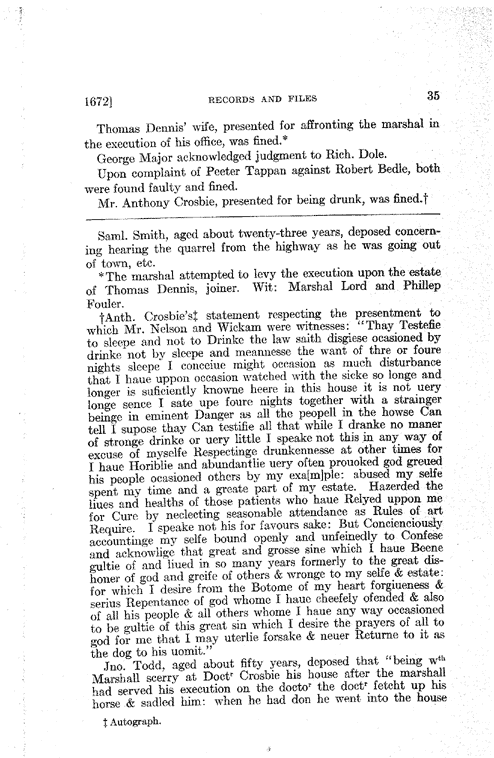 1672]
RECORDS AND FILES
35
Thomas Dennis' wife, presented for affronting the marshal in
the execution of his office, was fined.*
George Major acknowledged judgment to Rich. Dole.
Upon complaint of Peeter Tappan against Robert Bedle, both
were found faulty and fined.
Mr. Anthony Crosbie, presented for being drunk, was fined.†
Saml. Smith, aged about twenty-three years, deposed concern-
ing hearing the quarrel from the highway as he was going out
of town, etc.
*The marshal attempted to levy the execution upon the estate
of Thomas Dennis, joiner. Wit: Marshal Lord and Phillep
Fouler.
†Anth. Crosbie's‡ statement respecting the presentment to
which Mr. Nelson and Wickam were witnesses: "Thay Testefie
to sleepe and not to Drinke the law saith disgiese ocasioned by
drinke not by sleepe and meannesse the want of thre or foure
nights sleepe I conceiue might occasion as much disturbance
that I haue uppon occasion watched with the sicke so longe and
longer is suficiently knowne heere in this house it is not uery
longe sence I sate upe foure nights together with a strainger
beinge in eminent Danger as all the peopell in the howse Can
tell I supose thay Can testifie all that while I dranke no maner
of stronge drinke or uery little I speake not this in any way of
excuse of myselfe Respectinge drunkennesse at other times for
I haue Horiblie and abundantlie uery often prouoked god greued
his people ocasioned others by my exa[m]ple: abused my selfe
spent my time and a greate part of my estate. Hazerded the
liues and healths of those patients who haue Relyed uppon me
for Cure by neclecting seasonable attendance as Rules of art
Require. I speake not his for favours sake: But Concienciously
accountinge my selfe bound openly and unfeinedly to Confese
and acknowlige that great and grosse sine which I haue Beene
gultie of and liued in so many years formerly to the great dis-
honer of god and greife of others & wronge to my selfe & estate:
for which I desire from the Botome of my heart forgiueness &
serius Repentance of god whome I haue cheefely ofended & also
of all his people & all others whome I haue any way occasioned
to be gultie of this great sin which I desire the prayers of all to
god for me that I may uterlie forsake & neuer Returne to it as
the dog to his uomit."
Jno. Todd, aged about fifty years, deposed that "being wth
Marshall scerry at Doctr Crosbie his house after the marshall
had served his execution on the doctor the doctr fetcht up his
horse & sadled him: when he had don he went into the house
‡ Autograph.